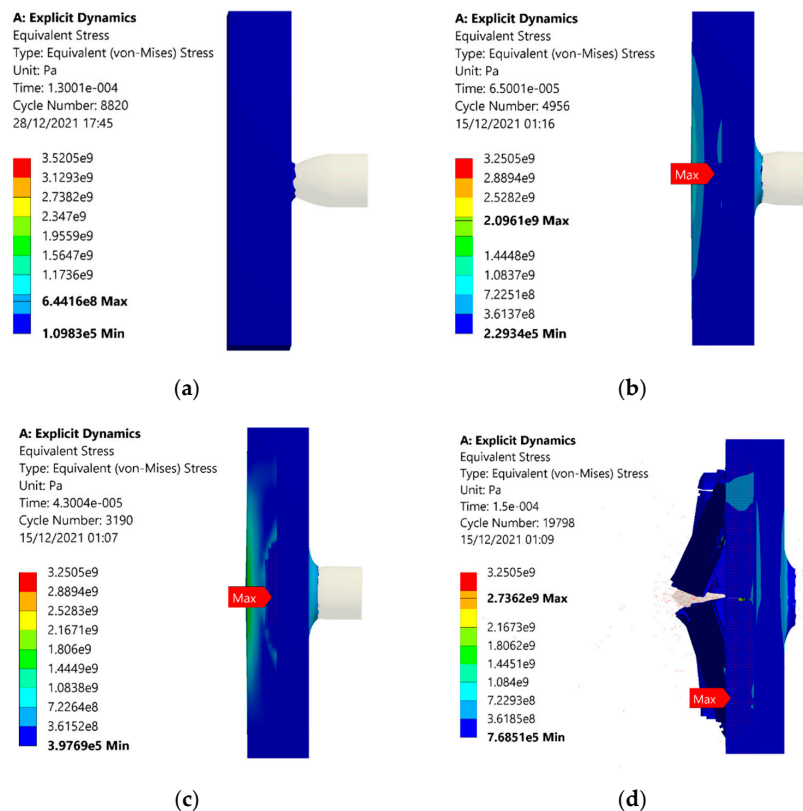 A: Explicit Dynamics
Equivalent Stress
Type: Equivalent (von-Mises) Stress
Unit: Pa
Time: 1.3001e-004
Cycle Number: 8820
28/12/2021 17:45
3.5205e9
3.1293e9
2.7382e9
2.347e9
1.9559e9
1.5647e9
1.1736e9
6.4416e8 Max
1.0983e5 Min
(a)
A: Explicit Dynamics
Equivalent Stress
Type: Equivalent (von-Mises) Stress
Unit: Pa
Time: 6.5001e-005
Cycle Number: 4956
15/12/2021 01:16
3.2505e9
2.8894e9
2.5282e9
2.0961e9 Max
1.4448e9
1.0837e9
7.2251e8
3.6137e8
2.2934e5 Min
Max
(b)
A: Explicit Dynamics
Equivalent Stress
Type: Equivalent (von-Mises) Stress
Unit: Pa
Time: 4.3004e-005
Cycle Number: 3190
15/12/2021 01:07
3.2505e9
2.8894e9
2.5283e9
2.1671e9
1.806e9
1.4449e9
1.0838e9
7.2264e8
3.6152e8
3.9769e5 Min
Max
(c)
A: Explicit Dynamics
Equivalent Stress
Type: Equivalent (von-Mises) Stress
Unit: Pa
Time: 1.5e-004
Cycle Number: 19798
15/12/2021 01:09
3.2505e9
2.7362e9 Max
2.1673e9
1.8062e9
1.4451e9
1.084e9
7.2293e8
3.6185e8
7.6851e5 Min
Max
(d)